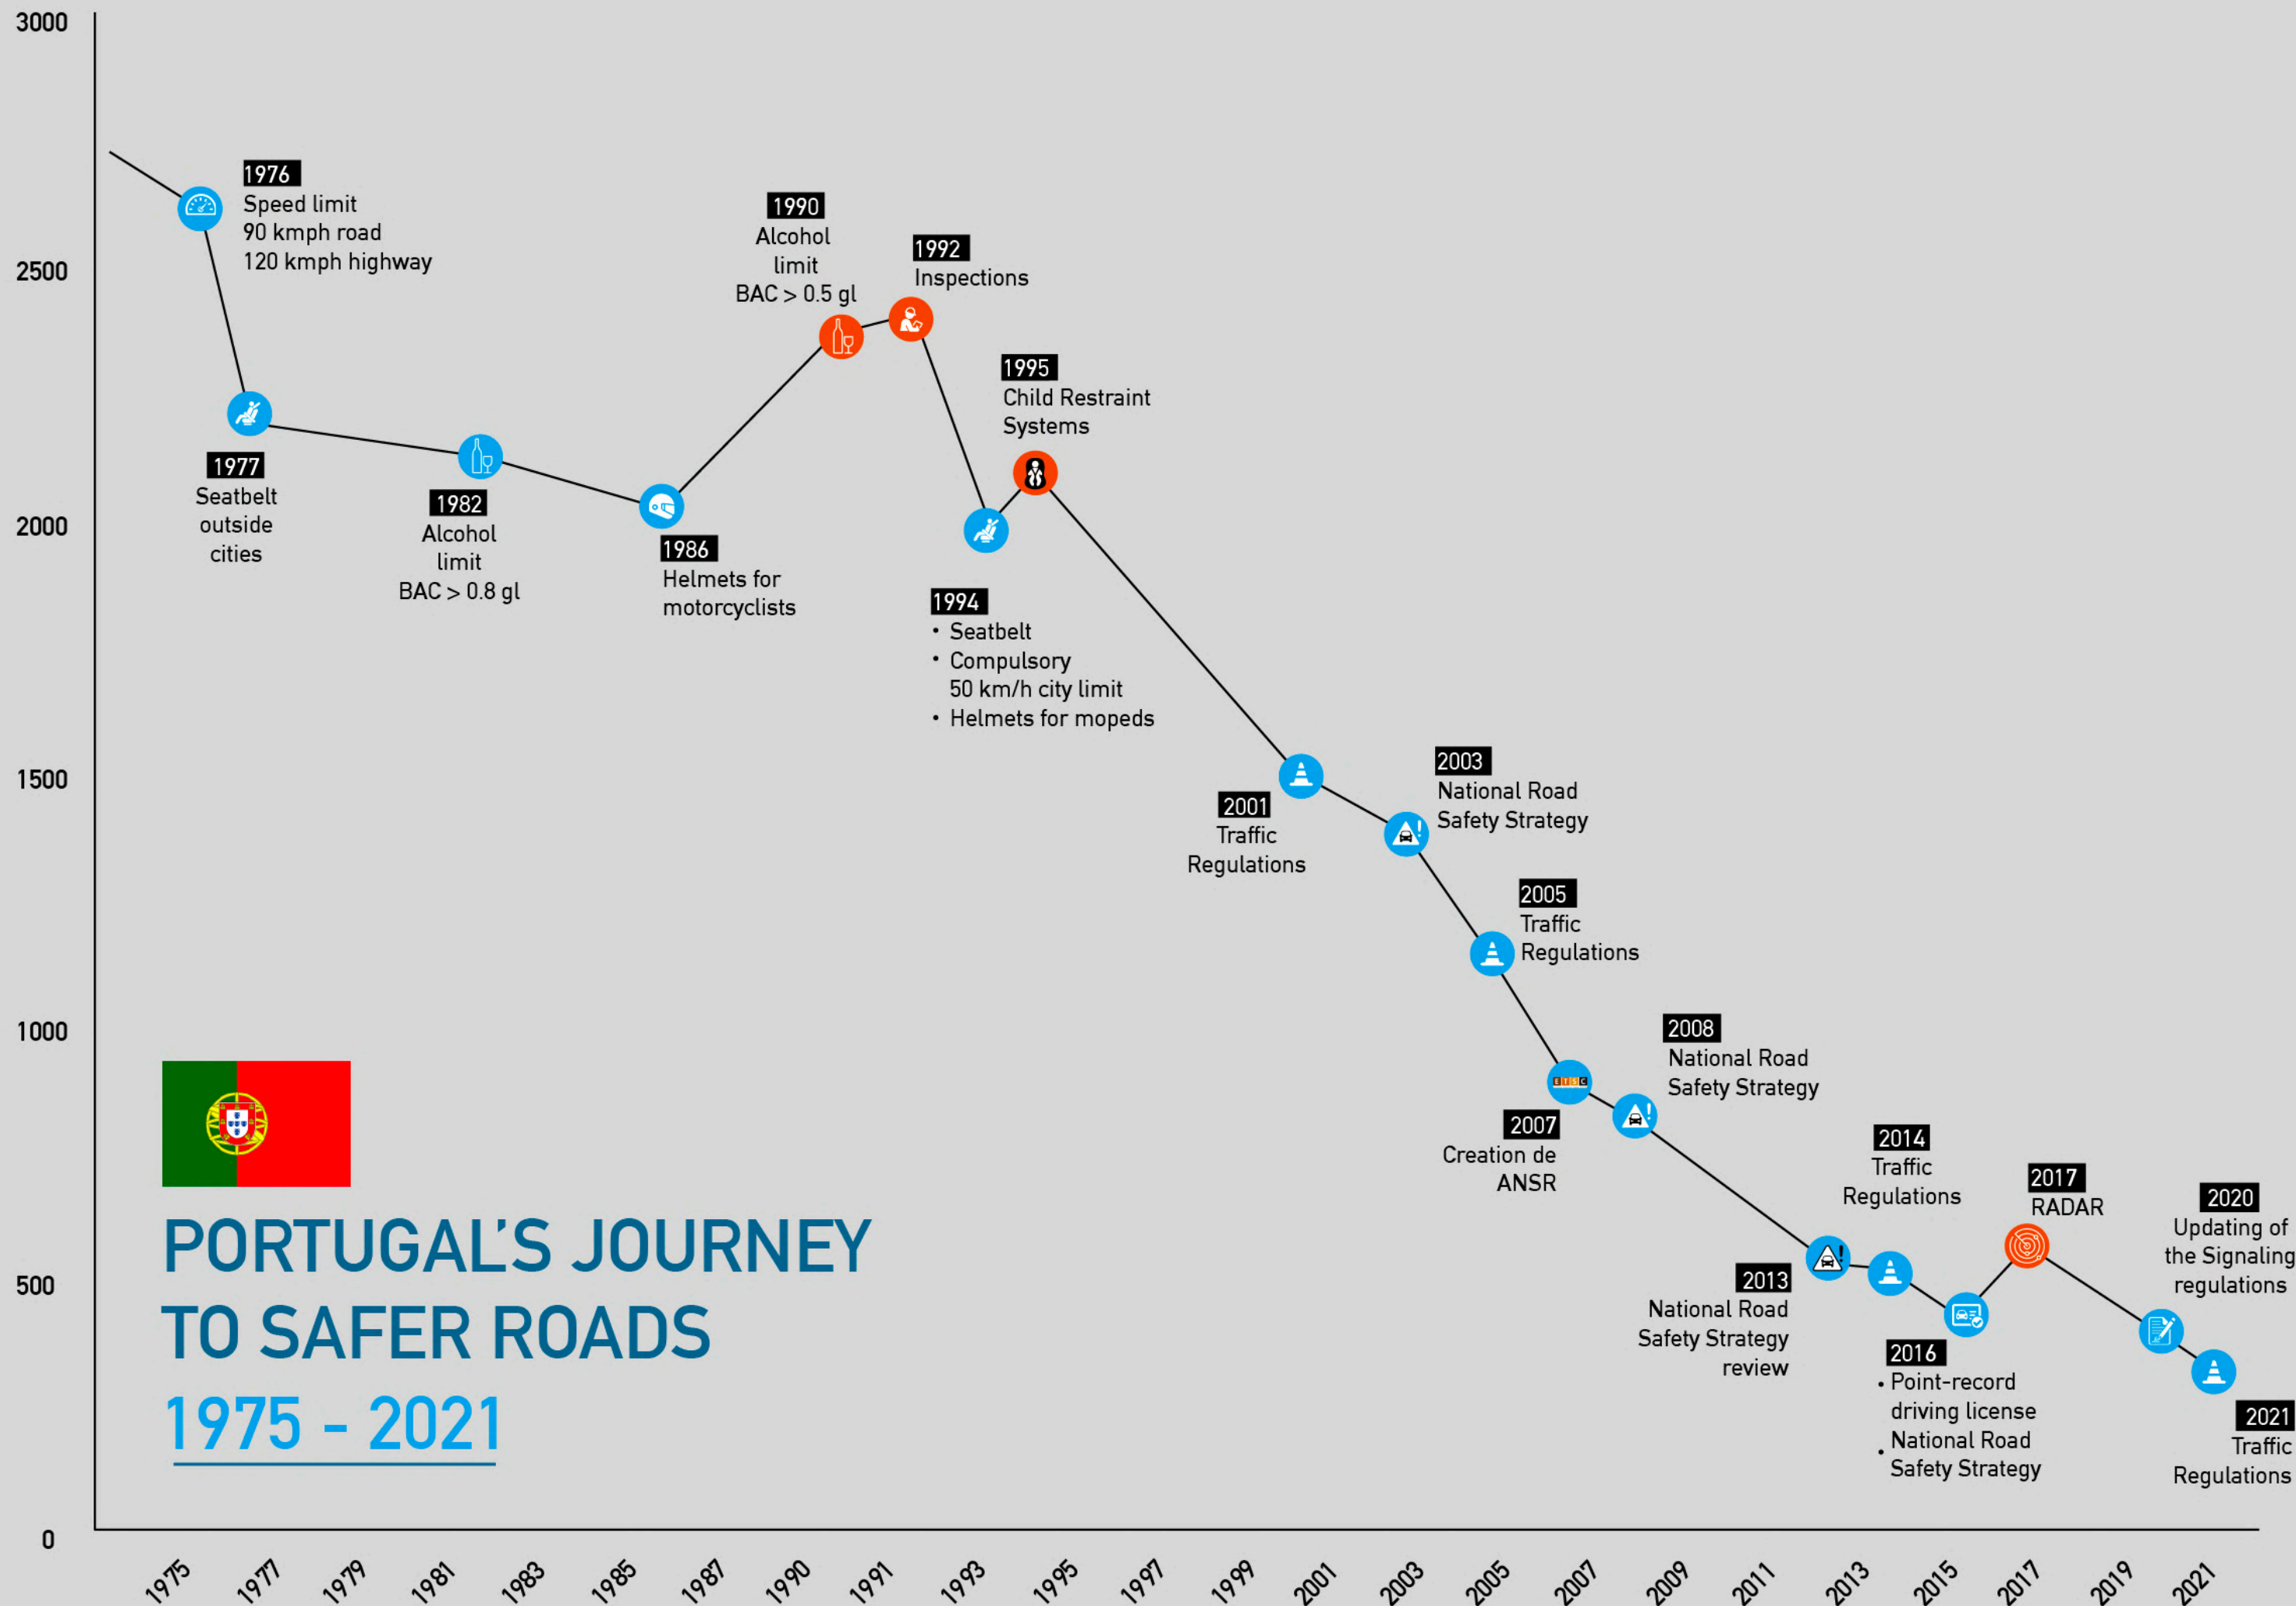 3000
2500
2000
1500
1000
500
0
1976
Speed limit
90 kmph road
120 kmph highway
1977
Seatbelt
outside
cities
1982
Alcohol
limit
BAC > 0.8 gl
1986
Helmets for
motorcyclists
1990
Alcohol
limit
BAC > 0.5 gl
1992
Inspections
1994
• Seatbelt
• Compulsory
50 km/h city limit
• Helmets for mopeds
1995
Child Restraint
Systems
2001
Traffic
Regulations
2003
National Road
Safety Strategy
2005
Traffic
Regulations
ETSC
2007
Creation de
ANSR
2008
National Road
Safety Strategy
2013
National Road
Safety Strategy
review
2014
Traffic
Regulations
2016
• Point-record
driving license
• National Road
Safety Strategy
2017
RADAR
2020
Updating of
the Signaling
regulations
2021
Traffic
Regulations
PORTUGAL'S JOURNEY
TO SAFER ROADS
1975 - 2021
1975
1977
1979
1981
1983
1985
1987
1990
1991
1993
1995
1997
1999
2001
2003
2005
2007
2009
2011
2013
2015
2017
2019
2021